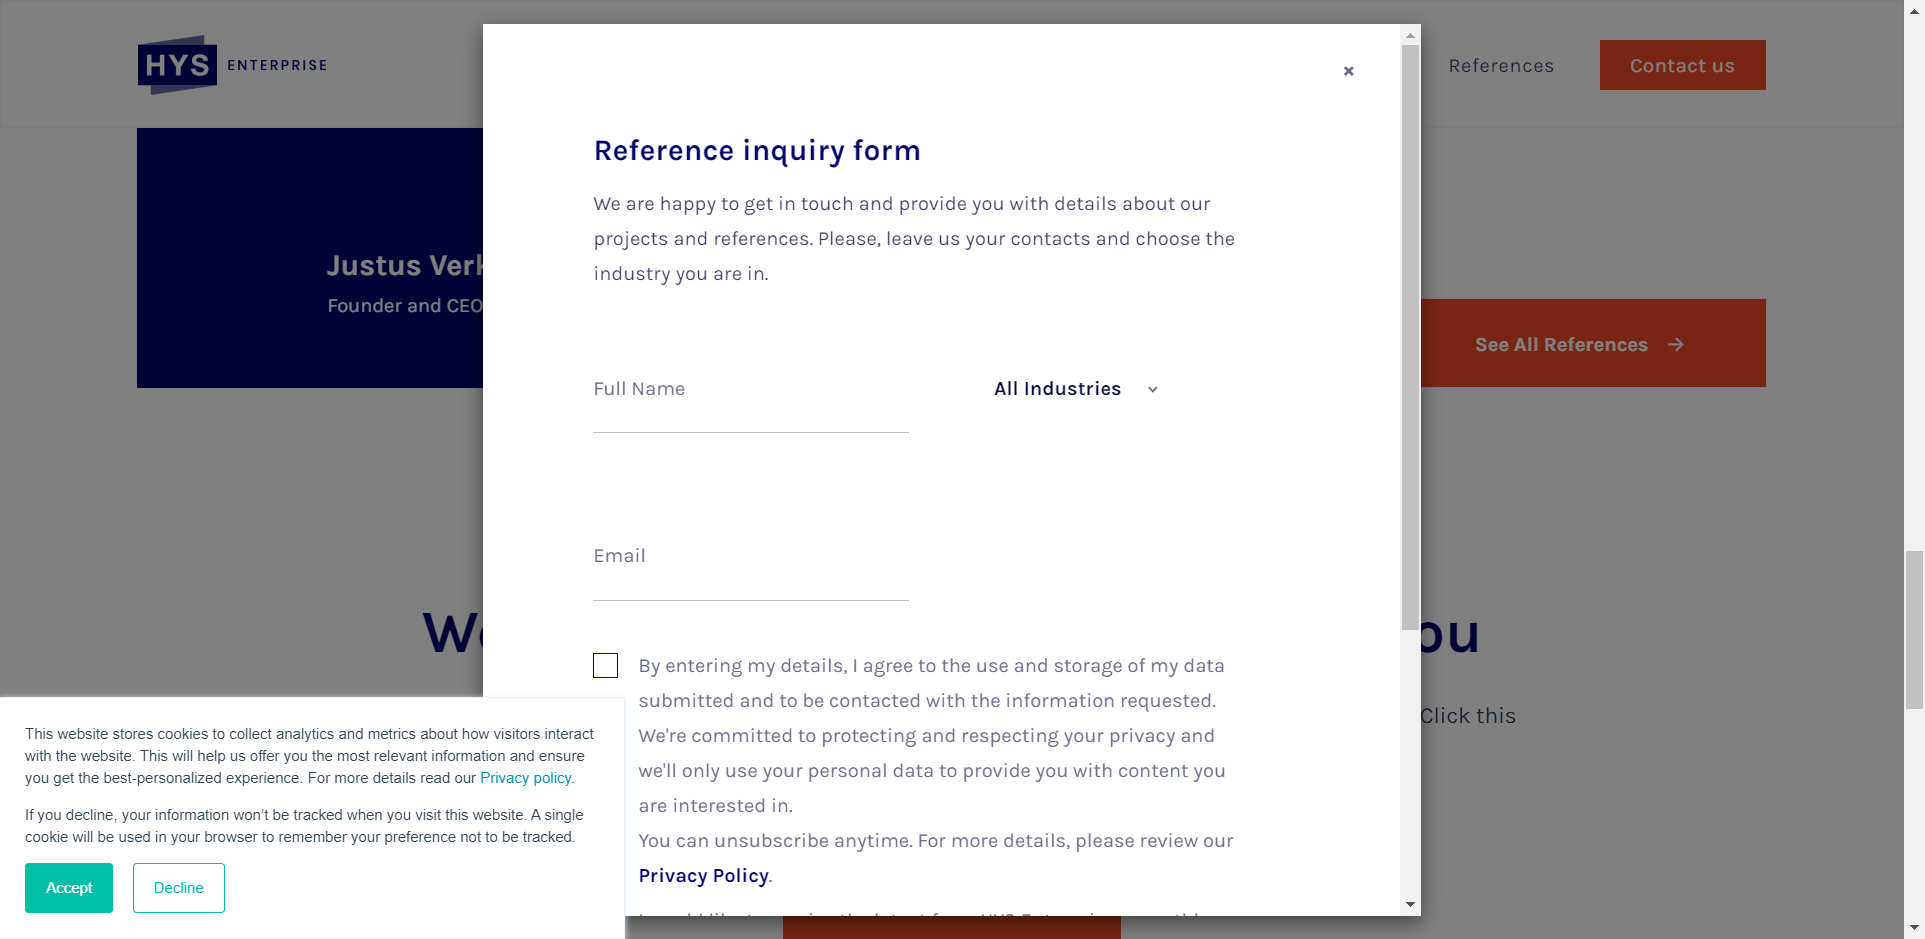 HYS ENTERPRISE
References
Contact us
Reference inquiry form
We are happy to get in touch and provide you with details about our
projects and references. Please, leave us your contacts and choose the
industry you are in.
Justus
Founder and CEO
See All References
Full Name
All Industries
Email
By entering my details, I agree to the use and storage of my data
submitted and to be contacted with the information requested.
We're committed to protecting and respecting your privacy and
we'll only use your personal data to provide you with content you
are interested in.
You can unsubscribe anytime. For more details, please review our
Privacy Policy.
Click this
This website stores cookies to collect analytics and metrics about how visitors interact
with the website. This will help us offer you the most relevant information and ensure
you get the best-personalized experience. For more details read our Privacy policy.
If you decline, your information won’t be tracked when you visit this website. A single
cookie will be used in your browser to remember your preference not to be tracked.
Accept
Decline